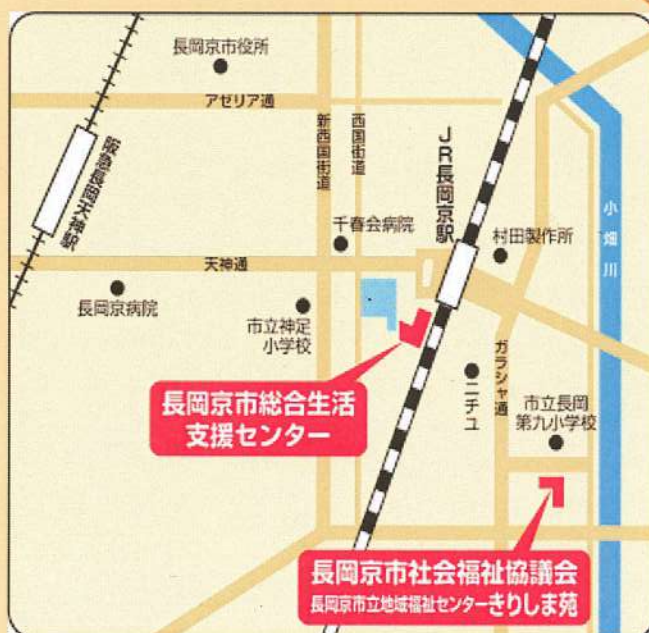 長岡京市役所
アゼリア通
新西国街道
西国街道
JR長岡京駅
阪急長岡天神駅
千春会病院
村田製作所
小畑川
天神通
長岡京病院
市立神足
小学校
ガラシャ通
ニチユ
市立長岡
第九小学校
長岡京市総合生活
支援センター
長岡京市社会福祉協議会
長岡京市立地域福祉センターきりしま苑